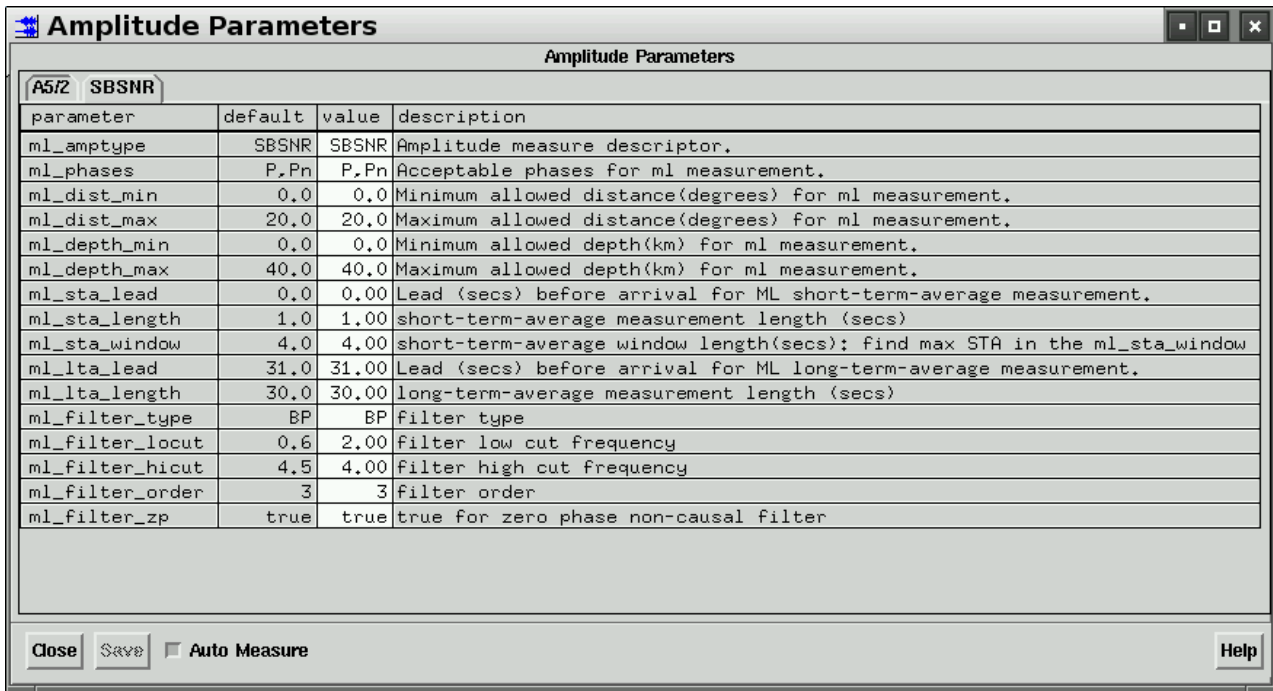 Amplitude Parameters
Amplitude Parameters
A5/2 SBSNR
parameter default value description
ml_amptype SBSNR SBSNR Amplitude measure descriptor.
ml_phases P,Pn P,Pn Acceptable phases for ml measurement.
ml_dist_min 0.0 0.0 Minimum allowed distance(degrees) for ml measurement.
ml_dist_max 20.0 20.0 Maximum allowed distance(degrees) for ml measurement.
ml_depth_min 0.0 0.0 Minimum allowed depth(km) for ml measurement.
ml_depth_max 40.0 40.0 Maximum allowed depth(km) for ml measurement.
ml_sta_lead 0.0 0.00 Lead (secs) before arrival for ML short-term-average measurement.
ml_sta_length 1.0 1.00 short-term-average measurement length (secs)
ml_sta_window 4.0 4.00 short-term-average window length(secs): find max STA in the ml_sta_window
ml_lta_lead 31.0 31.00 Lead (secs) before arrival for ML long-term-average measurement.
ml_lta_length 30.0 30.00 long-term-average measurement length (secs)
ml_filter_type BP BP filter type
ml_filter_locut 0.6 2.00 filter low cut frequency
ml_filter_hicut 4.5 4.00 filter high cut frequency
ml_filter_order 3 3 filter order
ml_filter_zp true true true for zero phase non-causal filter
Close Save Auto Measure Help